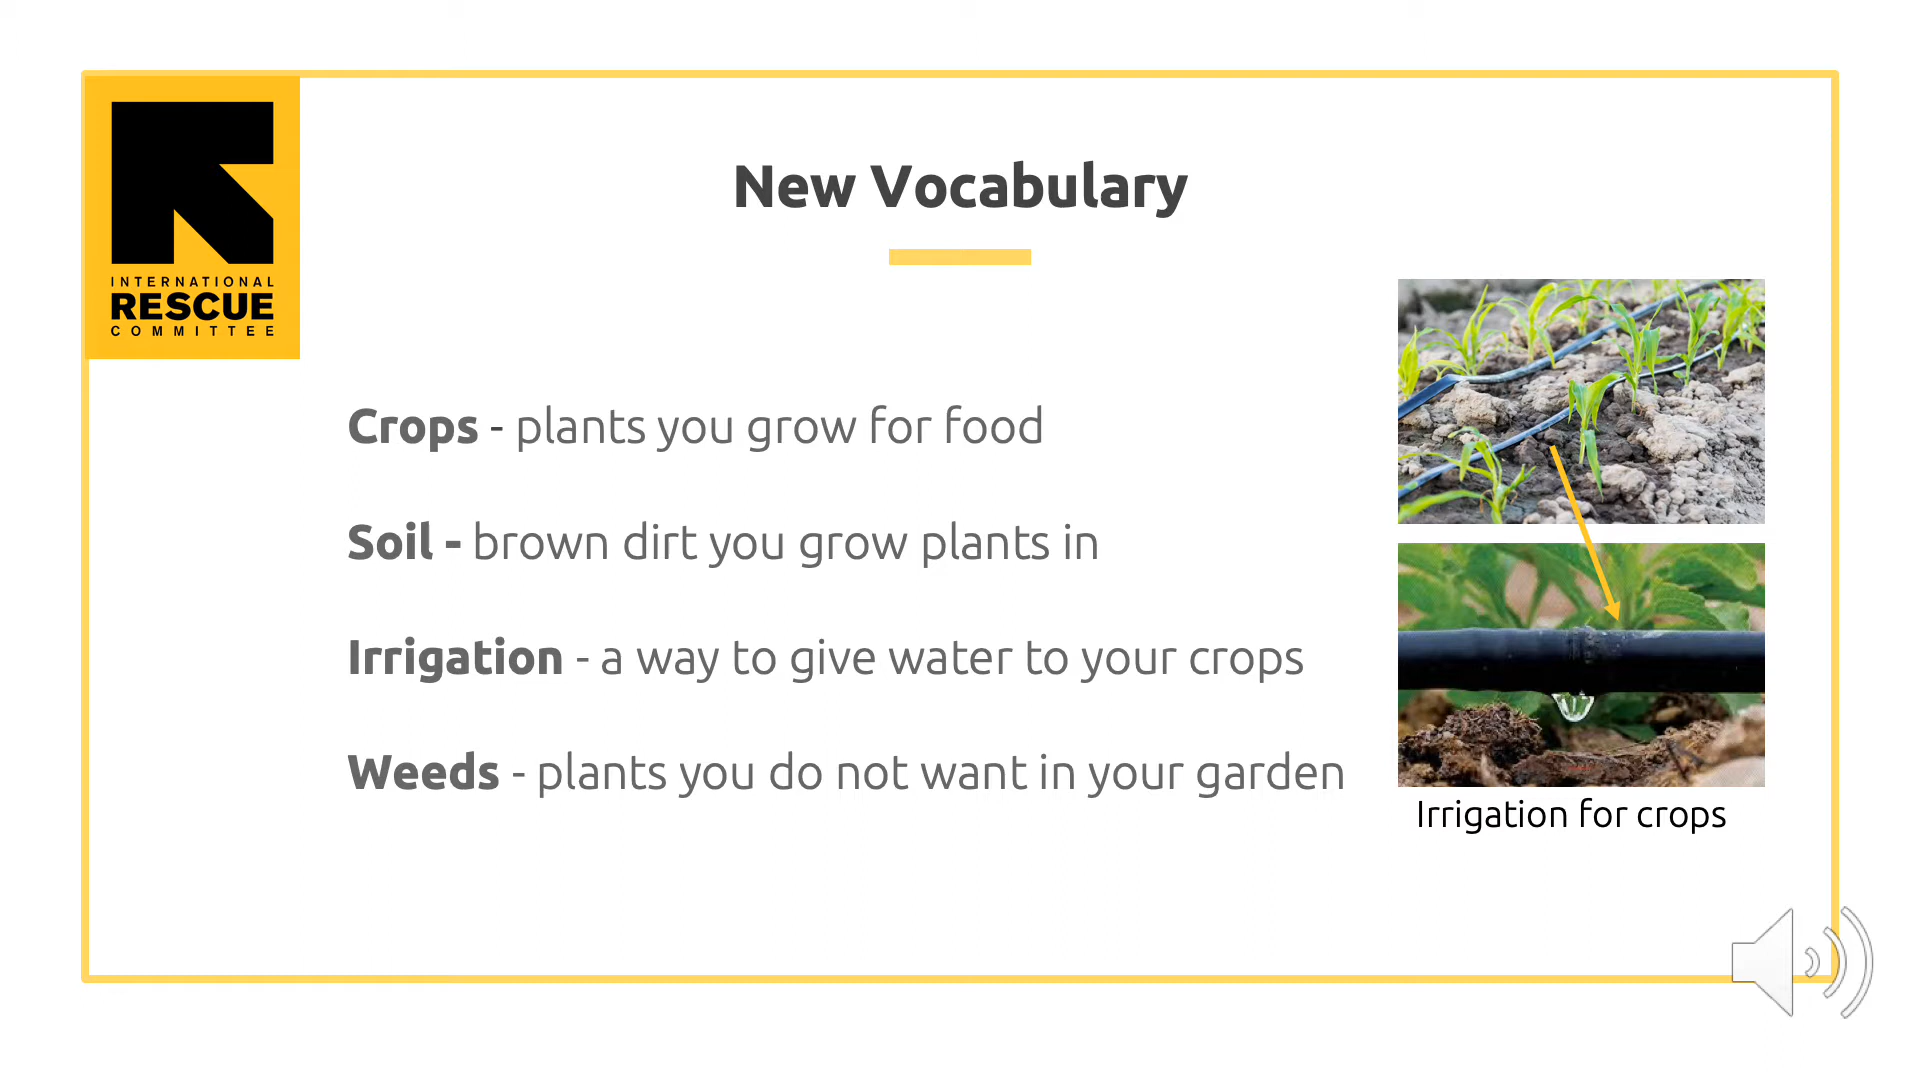 INTERNATIONAL
RESCUE
COMMITTEE
New Vocabulary
Crops - plants you grow for food
Soil - brown dirt you grow plants in
Irrigation - a way to give water to your crops
Weeds - plants you do not want in your garden
Irrigation for crops